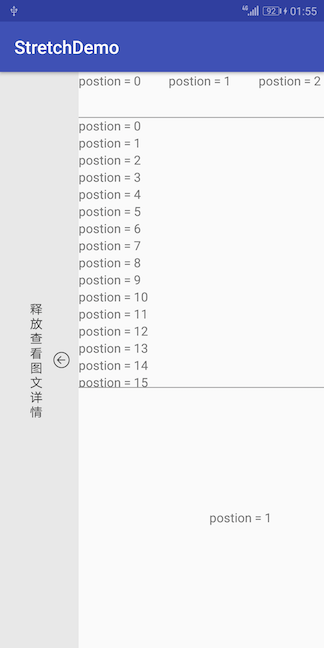 46 92 01:55
StretchDemo
postion = 0 postion = 1 postion = 2
postion = 0
postion = 1
postion = 2
postion = 3
postion = 4
postion = 5
postion = 6
postion = 7
postion = 8
postion = 9
postion = 10
postion = 11
postion = 12
postion = 13
postion = 14
postion = 15
释放查看图文详情
postion = 1